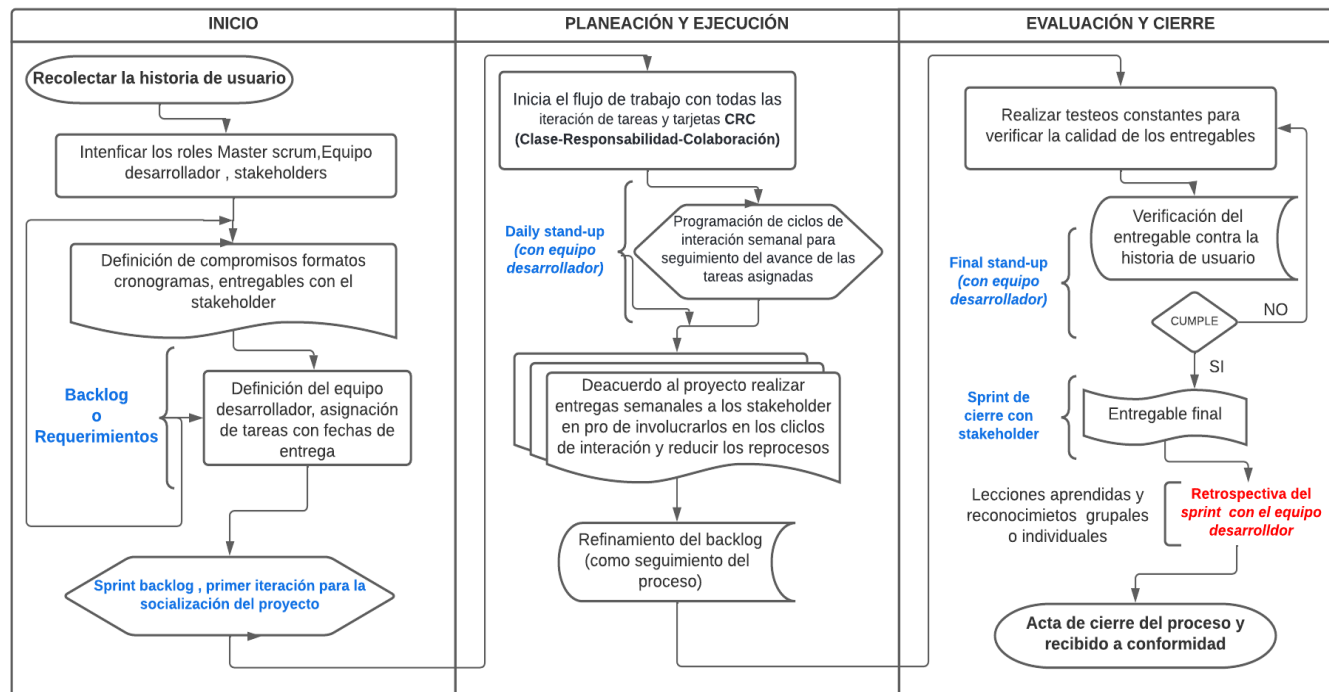 INICIO
Recolectar la historia de usuario
Intenficar los roles Master scrum,Equipo
desarrollador , stakeholders
Definición de compromisos formatos
cronogramas, entregables con el
stakeholder
Backlog
o
Requerimientos
Definición del equipo
desarrollador, asignación
de tareas con fechas de
entrega
Sprint backlog , primer iteración para la
socialización del proyecto
PLANEACIÓN Y EJECUCIÓN
Inicia el flujo de trabajo con todas las
iteración de tareas y tarjetas CRC
(Clase-Responsabilidad-Colaboración)
Daily stand-up
(con equipo
desarrollador)
Programación de ciclos de
interación semanal para
seguimiento del avance de las
tareas asignadas
Deacuerdo al proyecto realizar
entregas semanales a los stakeholder
en pro de involucrarlos en los cliclos
de interación y reducir los reprocesos
Refinamiento del backlog
(como seguimiento del
proceso)
EVALUACIÓN Y CIERRE
Realizar testeos constantes para
verificar la calidad de los entregables
Verificación del
entregable contra la
historia de usuario
Final stand-up
(con equipo
desarrollador)
CUMPLE
NO
SI
Sprint de
cierre con
stakeholder
Entregable final
Lecciones aprendidas y
reconocimietos grupales
o individuales
Retrospectiva del
sprint con el equipo
desarrolldor
Acta de cierre del proceso y
recibido a conformidad